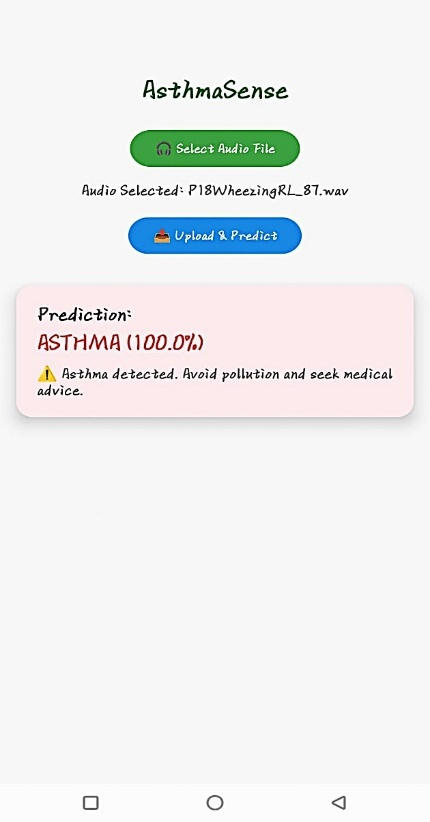 AsthmaSense
🎧 Select Audio File
Audio Selected: P18WheezingRL_87.wav
📥 Upload & Predict
Prediction:
ASTHMA (100.0%)
⚠️ Asthma detected. Avoid pollution and seek medical
advice.